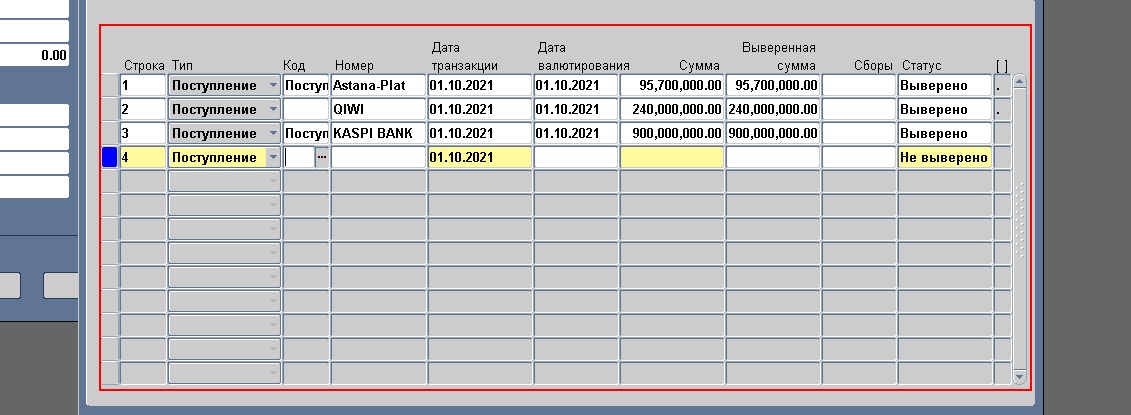 0.00
Дата Дата Выверенная
Строка Тип Код Номер транзакции валютирования Сумма сумма Сборы Статус [ ]
1 Поступление Поступ Astana-Plat 01.10.2021 01.10.2021 95,700,000.00 95,700,000.00 Выверено .
2 Поступление QIWI 01.10.2021 01.10.2021 240,000,000.00 240,000,000.00 Выверено .
3 Поступление Поступ KASPI BANK 01.10.2021 01.10.2021 900,000,000.00 900,000,000.00 Выверено
4 Поступление ... 01.10.2021 Не выверено